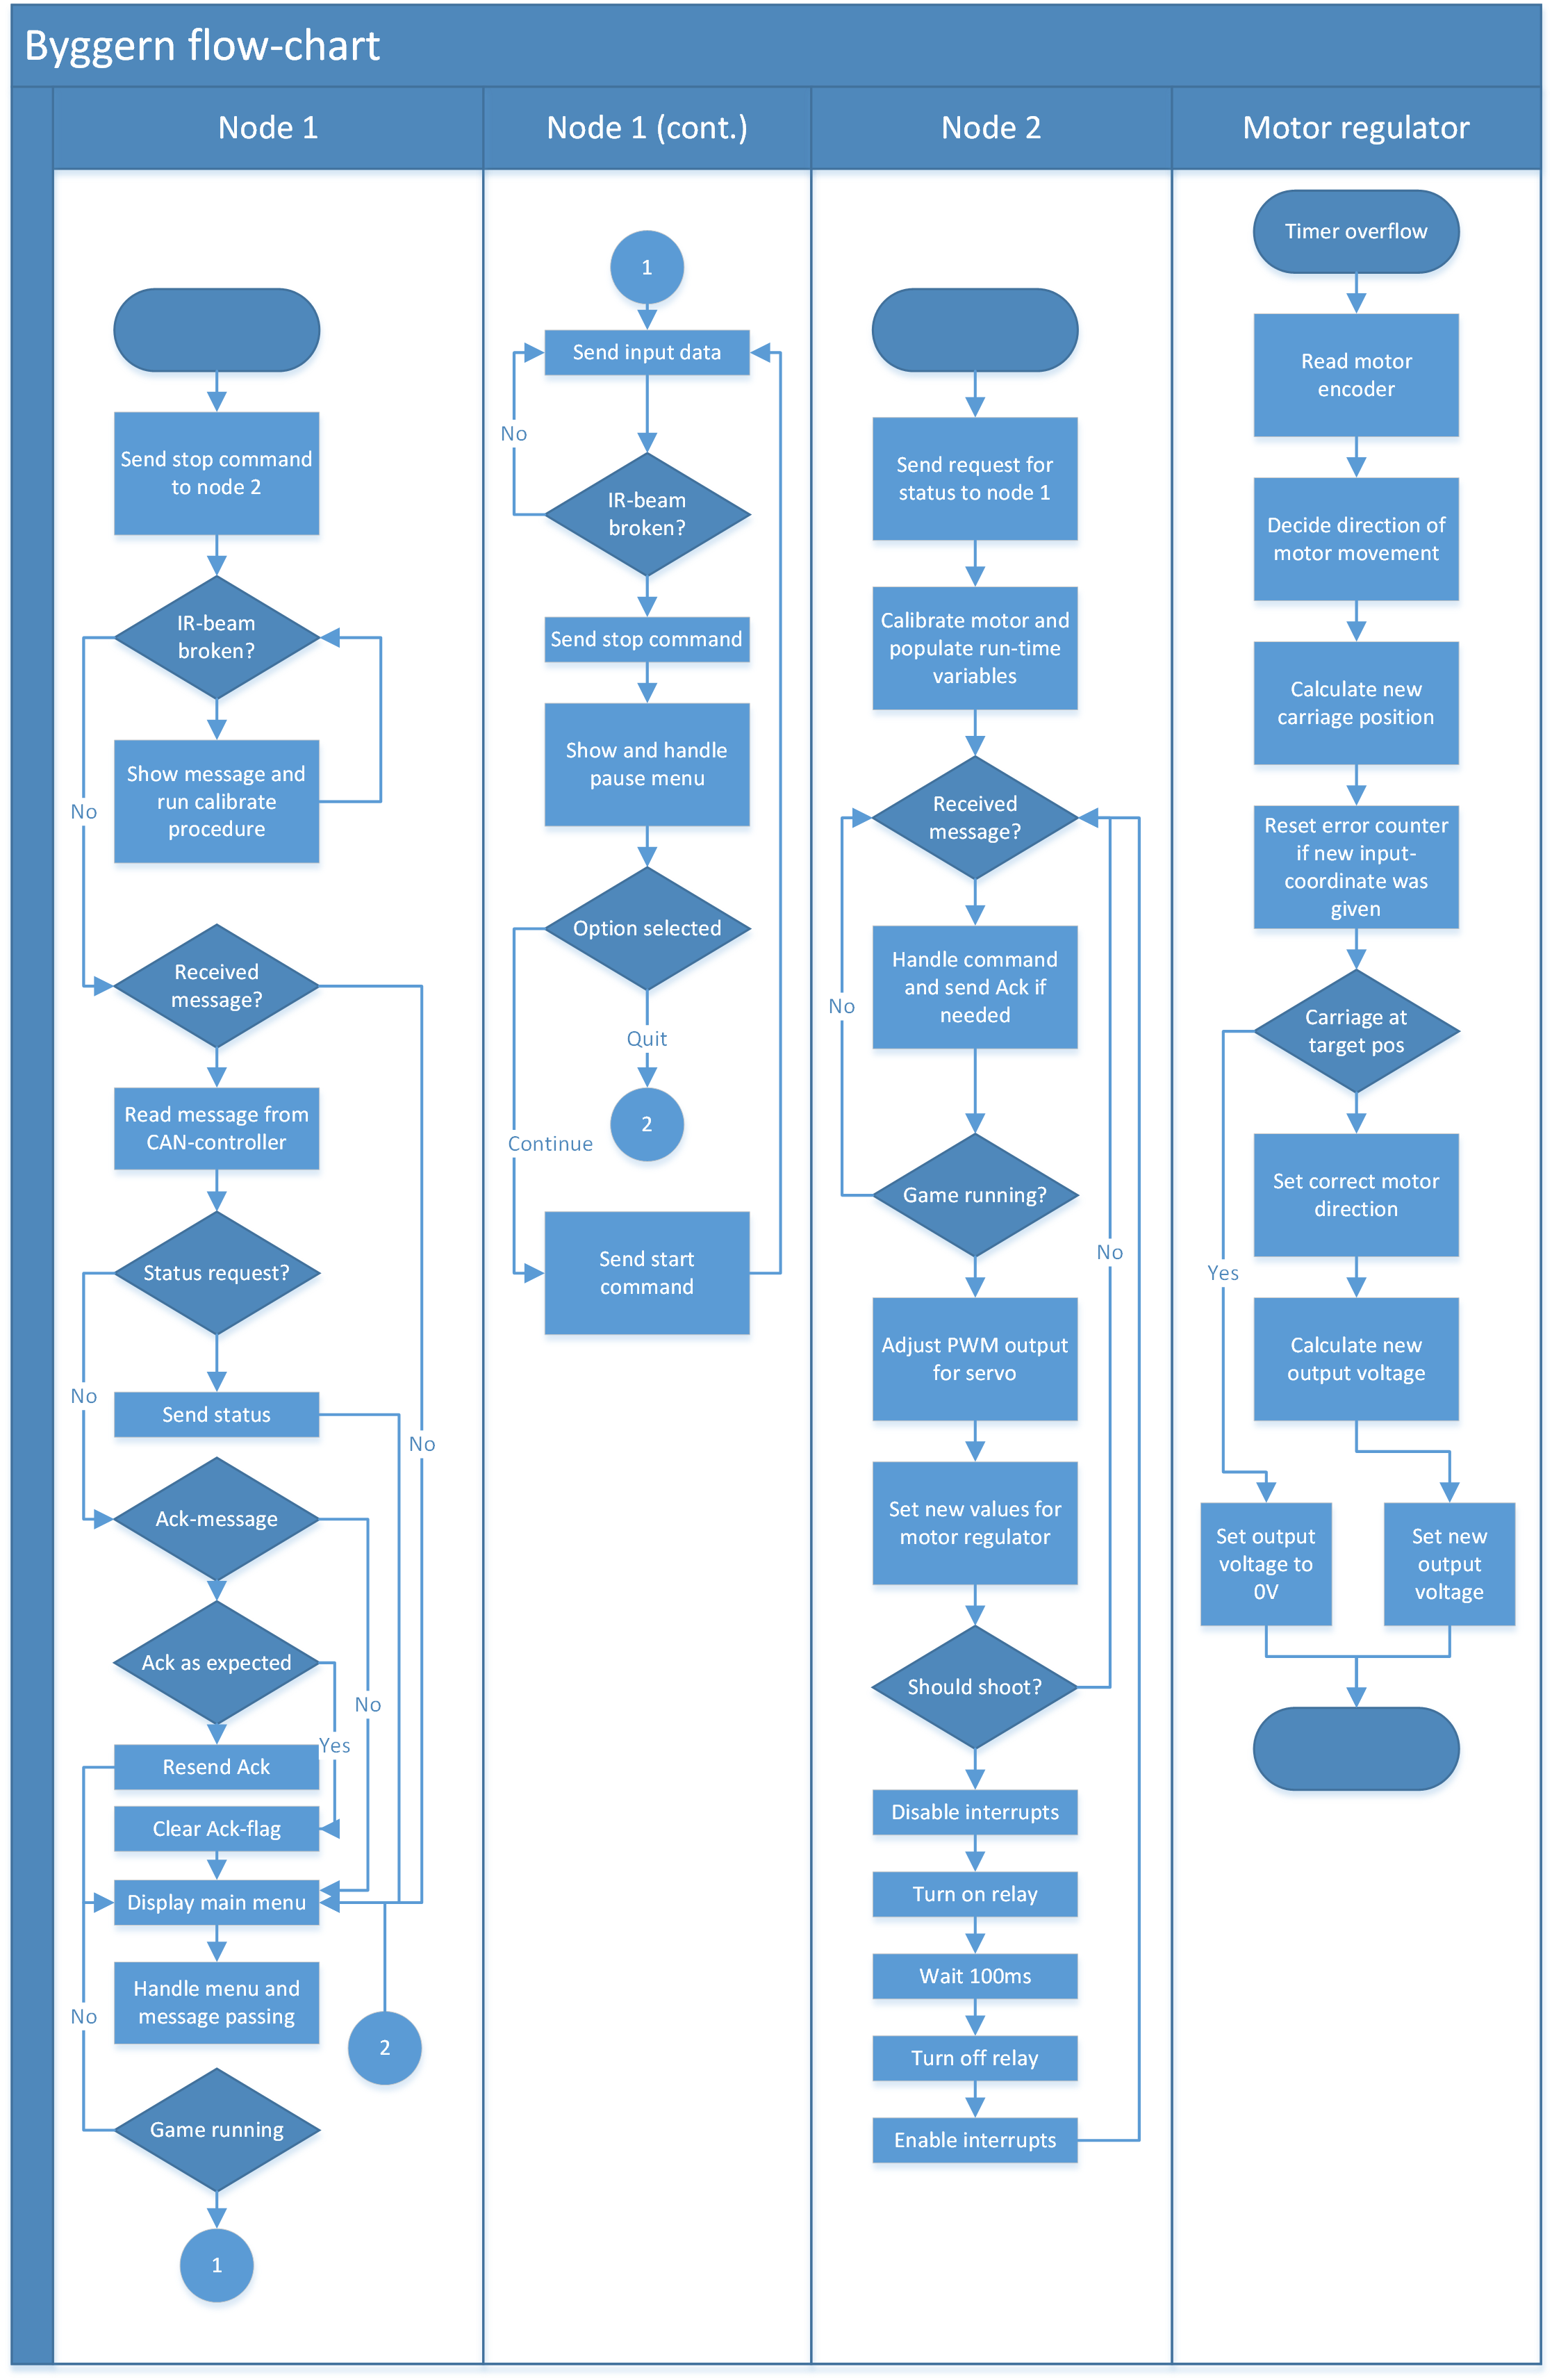 Byggern flow-chart
Node 1
Node 1 (cont.)
Node 2
Motor regulator
Send stop command
to node 2
IR-beam
broken?
Show message and
run calibrate
procedure
No
Received
message?
Read message from
CAN-controller
Status request?
No
Send status
No
Ack-message
Ack as expected
No
Yes
Resend Ack
Clear Ack-flag
Display main menu
Handle menu and
message passing
No
2
Game running
1
1
Send input data
No
IR-beam
broken?
Send stop command
Show and handle
pause menu
Option selected
Quit
2
Continue
Send start
command
Send request for
status to node 1
Calibrate motor and
populate run-time
variables
Received
message?
Handle command
and send Ack if
needed
No
Game running?
No
Adjust PWM output
for servo
Set new values for
motor regulator
Should shoot?
Disable interrupts
Turn on relay
Wait 100ms
Turn off relay
Enable interrupts
Timer overflow
Read motor
encoder
Decide direction of
motor movement
Calculate new
carriage position
Reset error counter
if new input-
coordinate was
given
Carriage at
target pos
Set correct motor
direction
Yes
Calculate new
output voltage
Set output
voltage to
0V
Set new
output
voltage